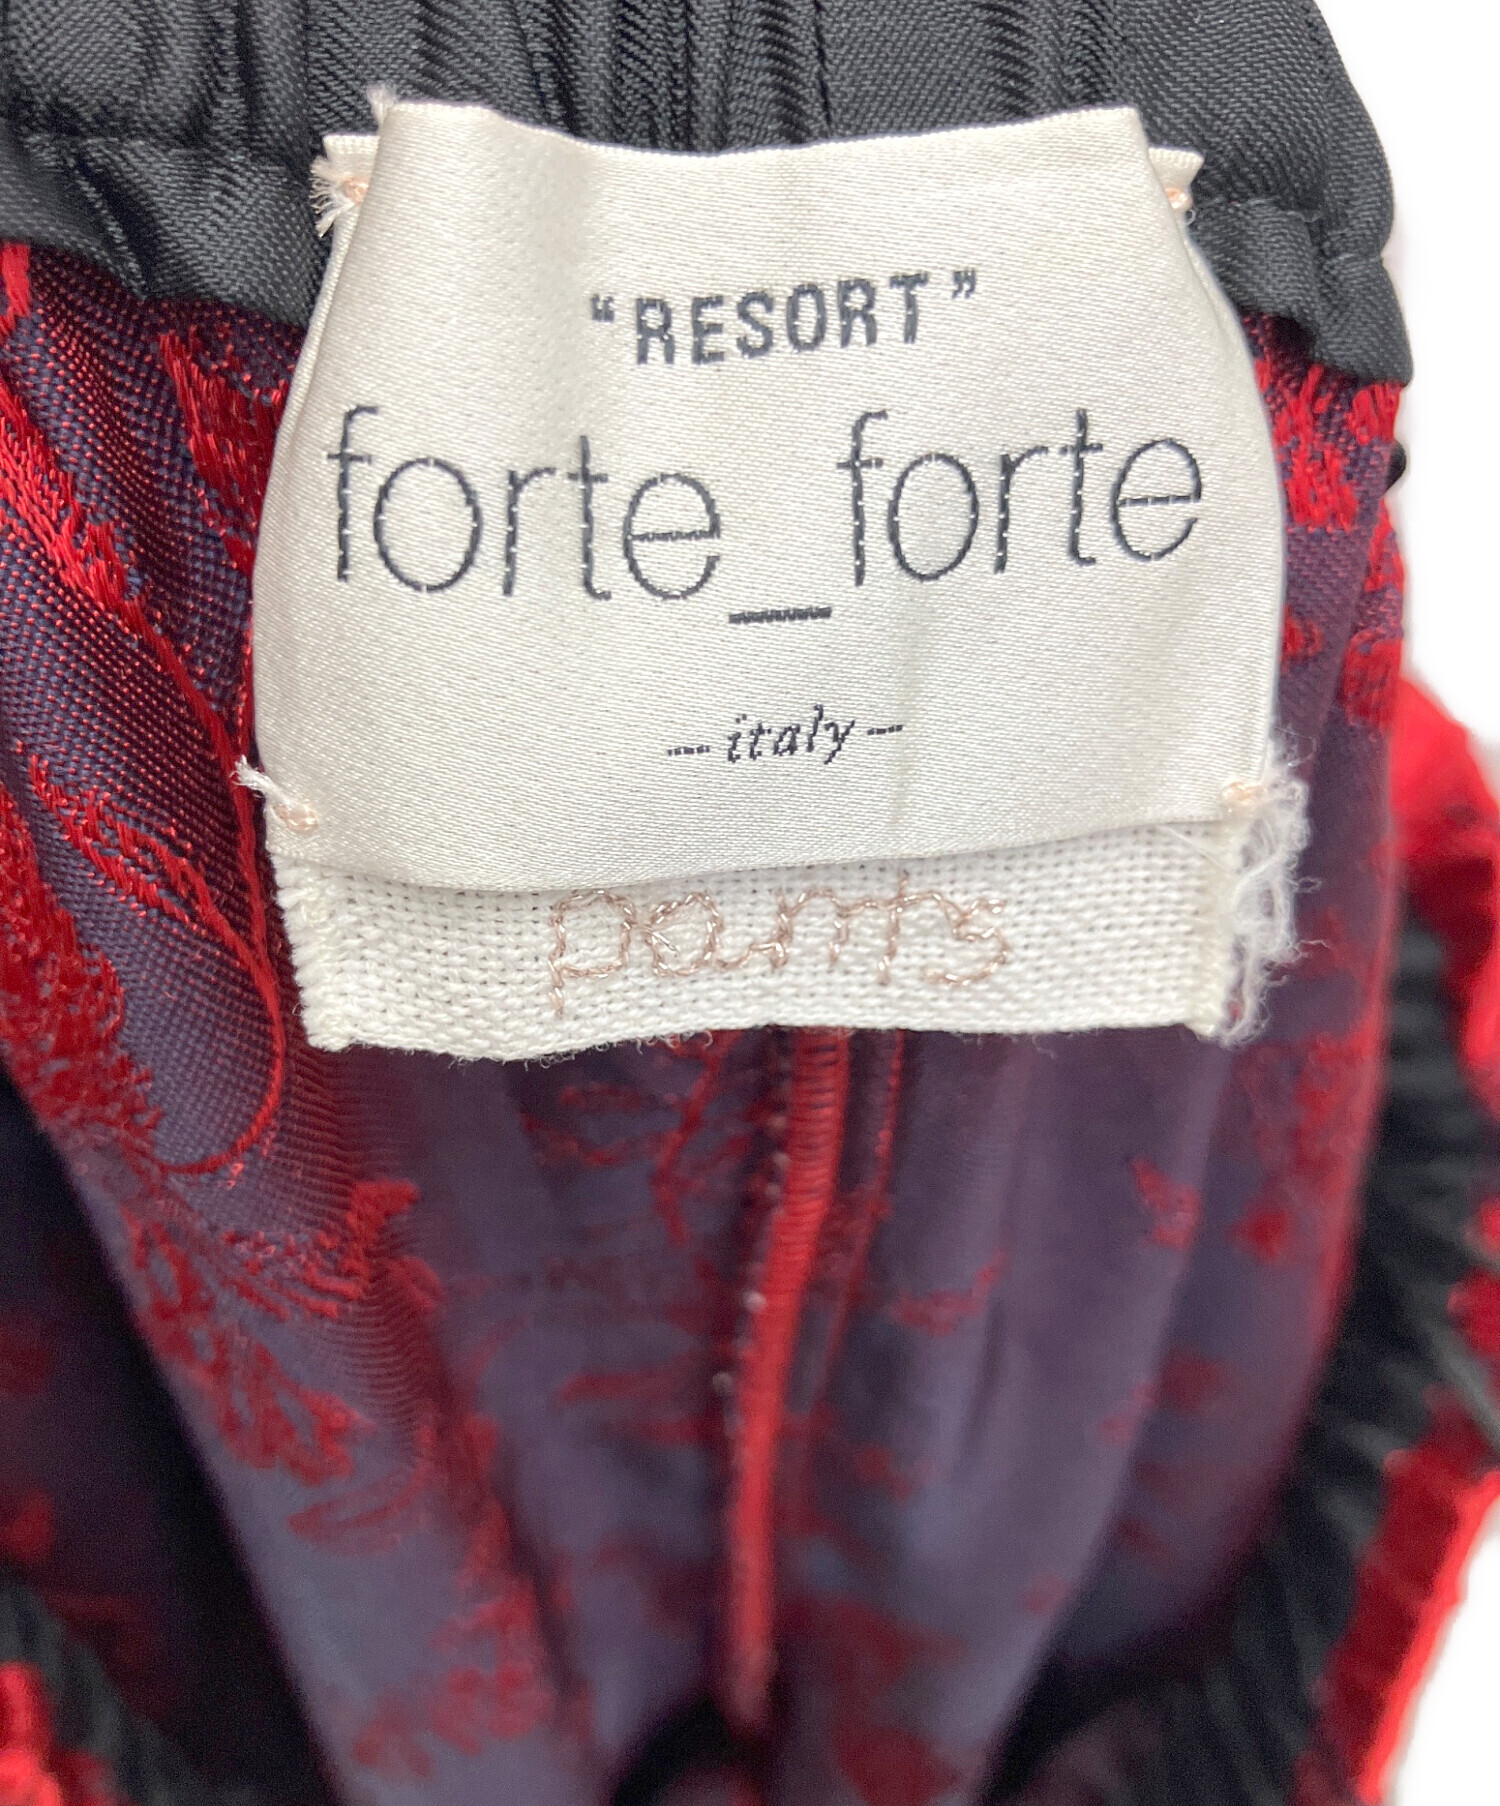 “RESORT”
forte_forte
-italy-
pants